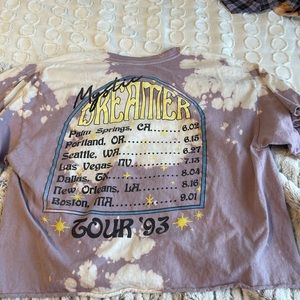 Mystic
DREAMER
Palm Springs, CA.......6.02
Portland, OR.........6.15
Seattle, WA..........6.27
Las Vegas, NV........7.13
Dallas, TX...........8.04
New Orleans, LA......8.16
Boston, MA...........9.01
TOUR '93